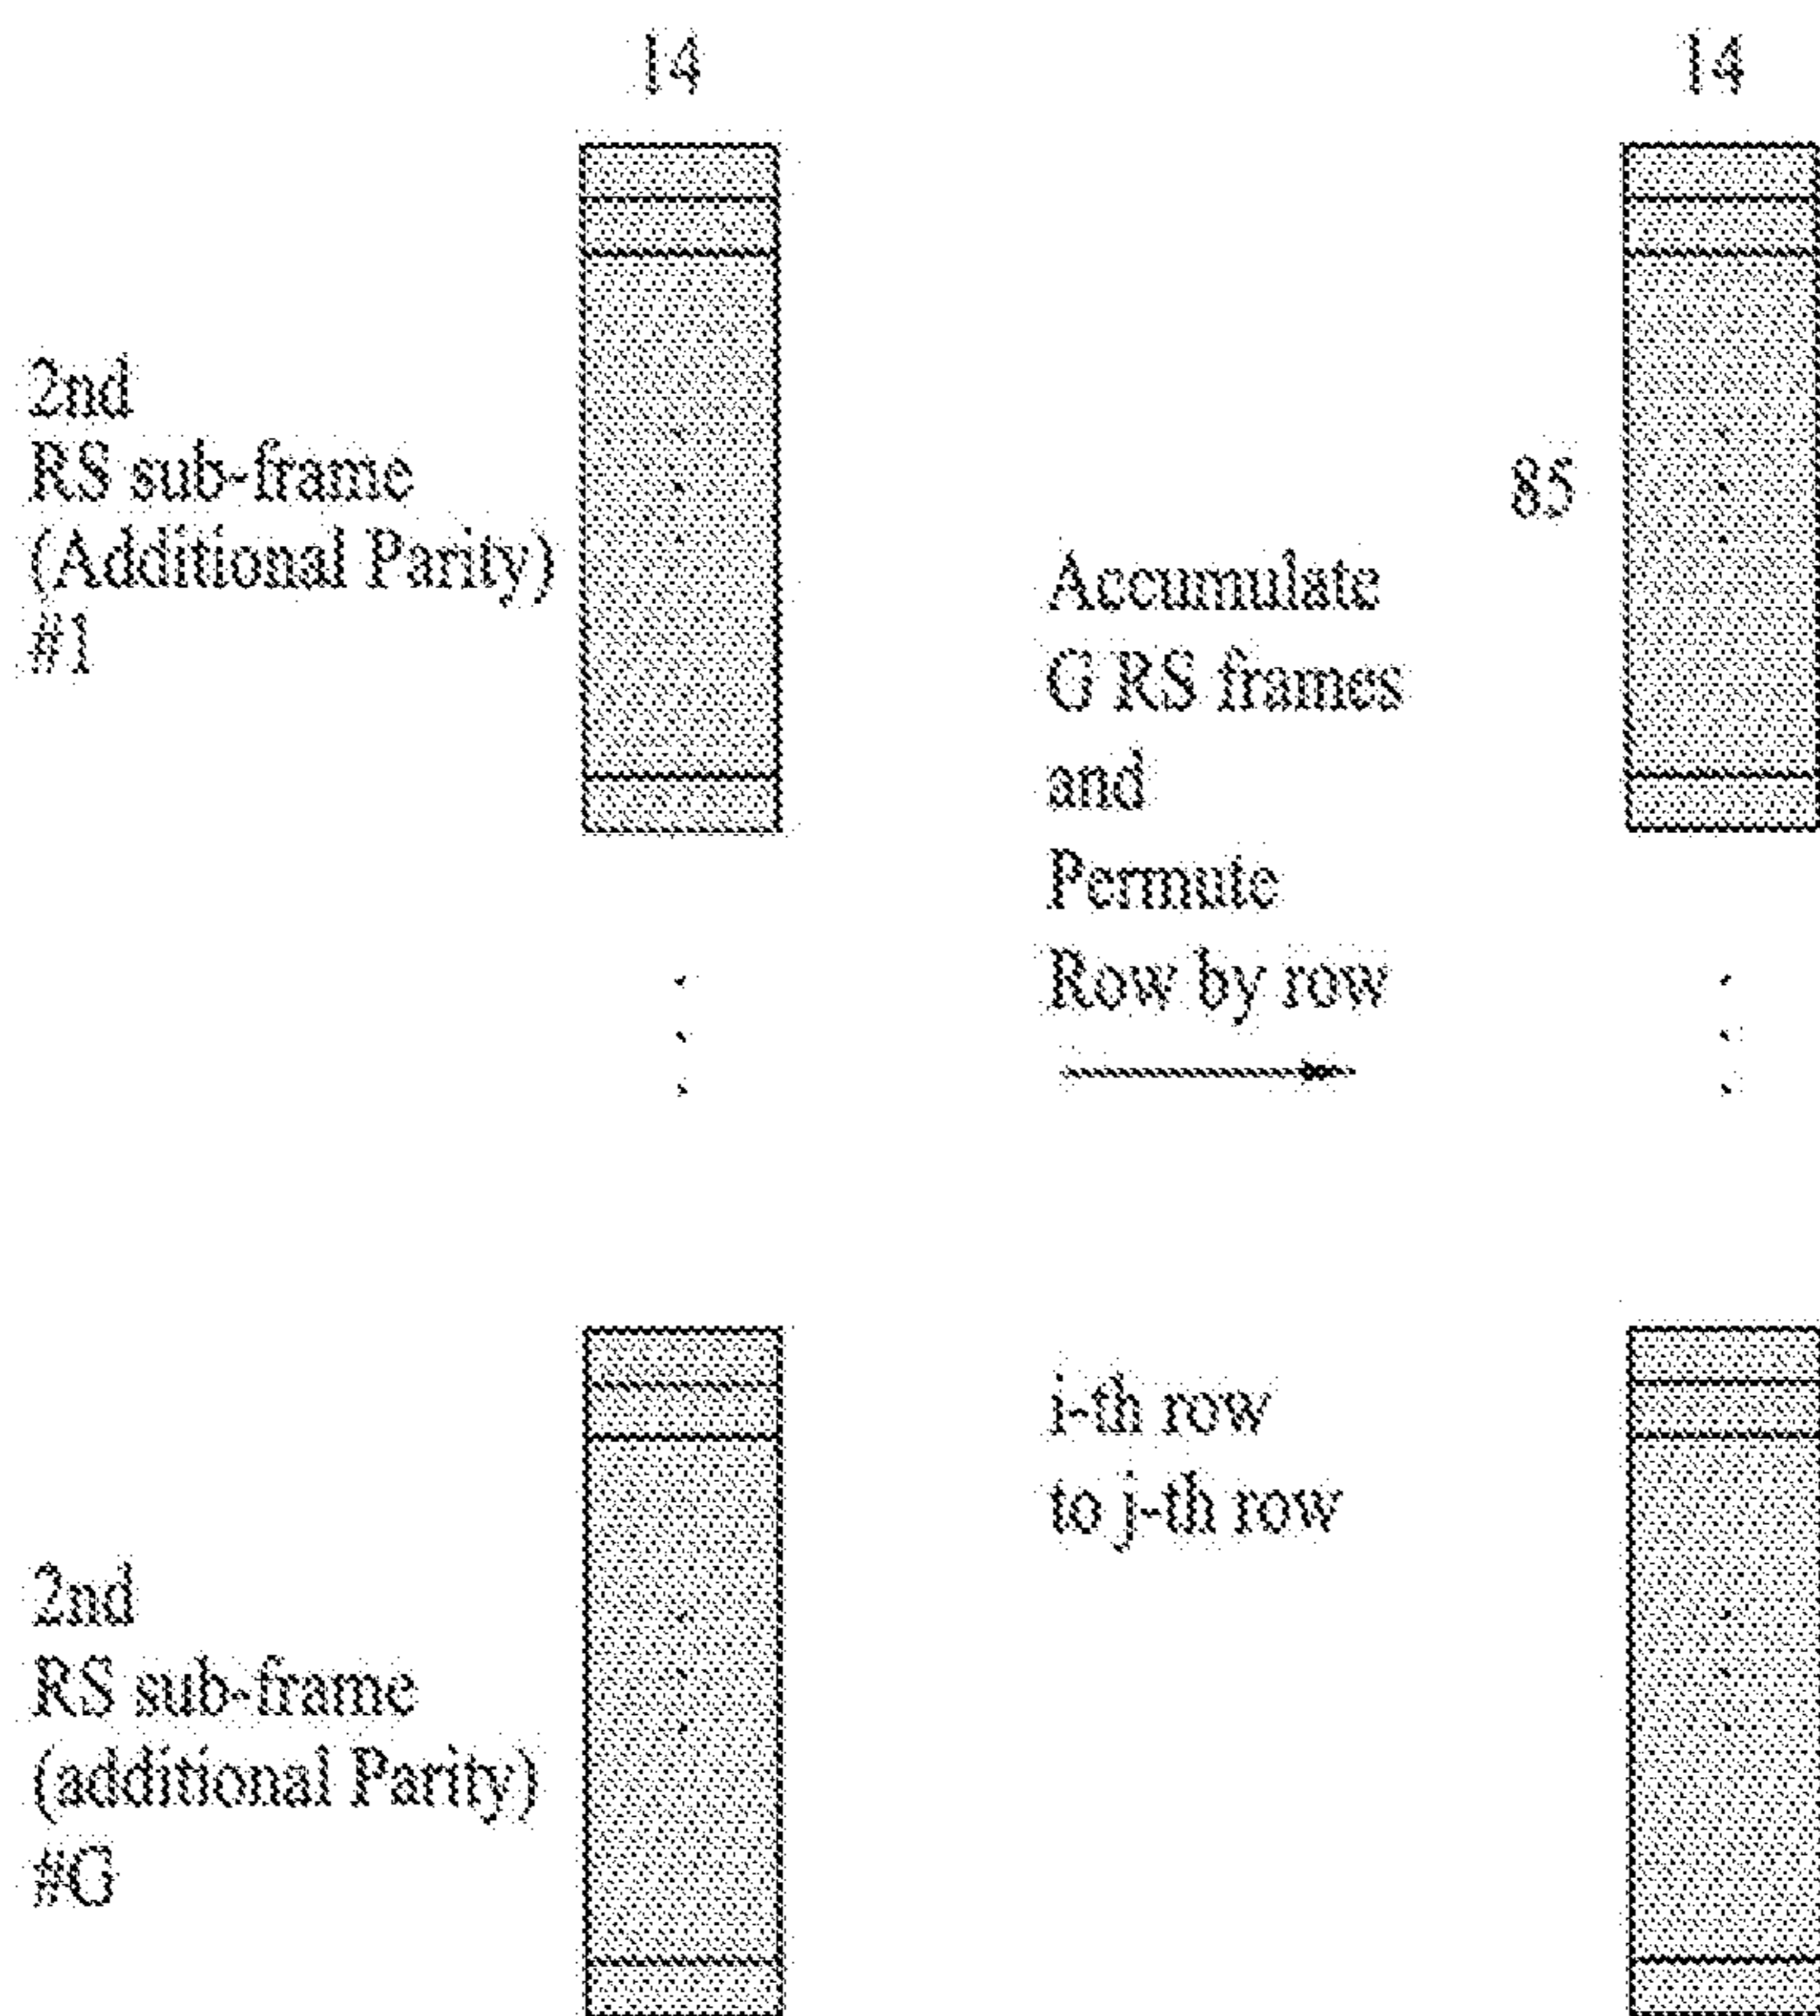 14
14
2nd
RS sub-frame
(Additional Parity)
#1
85
Accumulate
G RS frames
and
Permute
Row by row
i-th row
to j-th row
2nd
RS sub-frame
(additional Parity)
#G